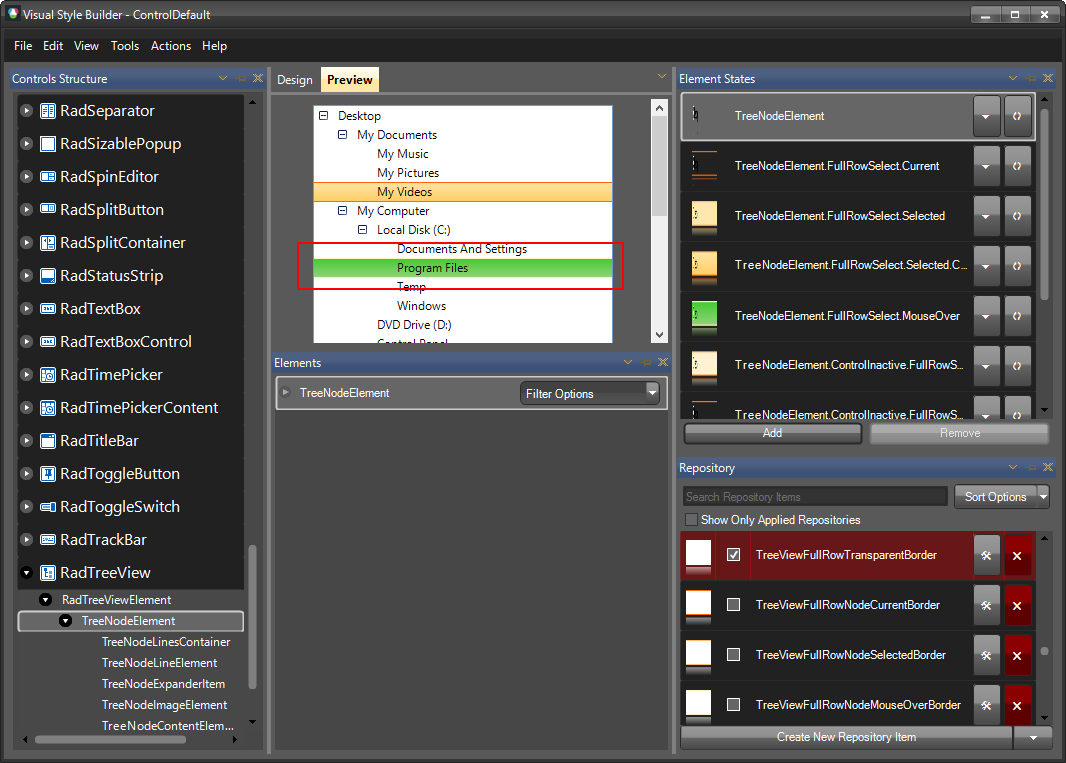 Visual Style Builder - ControlDefault
File Edit View Tools Actions Help
Controls Structure
RadSeparator
RadSizablePopup
RadSpinEditor
RadSplitButton
RadSplitContainer
RadStatusStrip
RadTextBox
RadTextBoxControl
RadTimePicker
RadTimePickerContent
RadTitleBar
RadToggleButton
RadToggleSwitch
RadTrackBar
RadTreeView
RadTreeViewElement
TreeNodeElement
TreeNodeLinesContainer
TreeNodeLineElement
TreeNodeExpanderItem
TreeNodeImageElement
TreeNodeContentElem...
Design Preview
Desktop
My Documents
My Music
My Pictures
My Videos
My Computer
Local Disk (C:)
Documents And Settings
Program Files
Temp
Windows
DVD Drive (D:)
Control Panel
Elements
TreeNodeElement
Filter Options
Element States
TreeNodeElement
TreeNodeElement.FullRowSelect.Current
TreeNodeElement.FullRowSelect.Selected
TreeNodeElement.FullRowSelect.Selected.C...
TreeNodeElement.FullRowSelect.MouseOver
TreeNodeElement.ControlInactive.FullRowS...
TreeNodeElement.ControlInactive.FullRowS...
Add Remove
Repository
Search Repository Items
Sort Options
Show Only Applied Repositories
TreeViewFullRowTransparentBorder
TreeViewFullRowNodeCurrentBorder
TreeViewFullRowNodeSelectedBorder
TreeViewFullRowNodeMouseOverBorder
Create New Repository Item